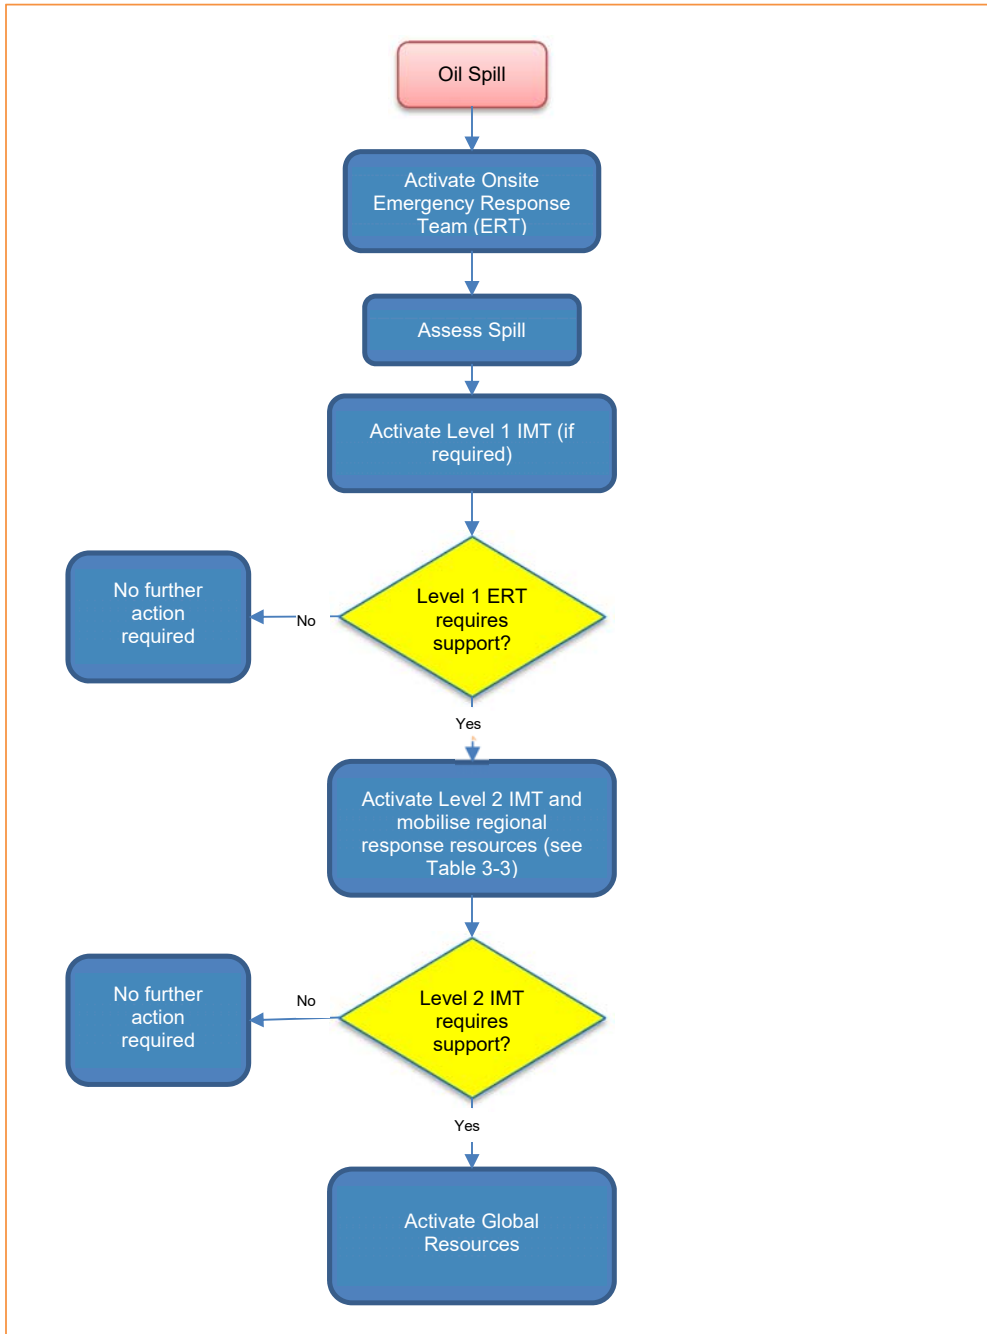 Oil Spill
Activate Onsite
Emergency Response
Team (ERT)
Assess Spill
Activate Level 1 IMT (if
required)
Level 1 ERT
requires
support?
No
No further
action
required
Yes
Activate Level 2 IMT and
mobilise regional
response resources (see
Table 3-3)
Level 2 IMT
requires
support?
No
No further
action
required
Yes
Activate Global
Resources